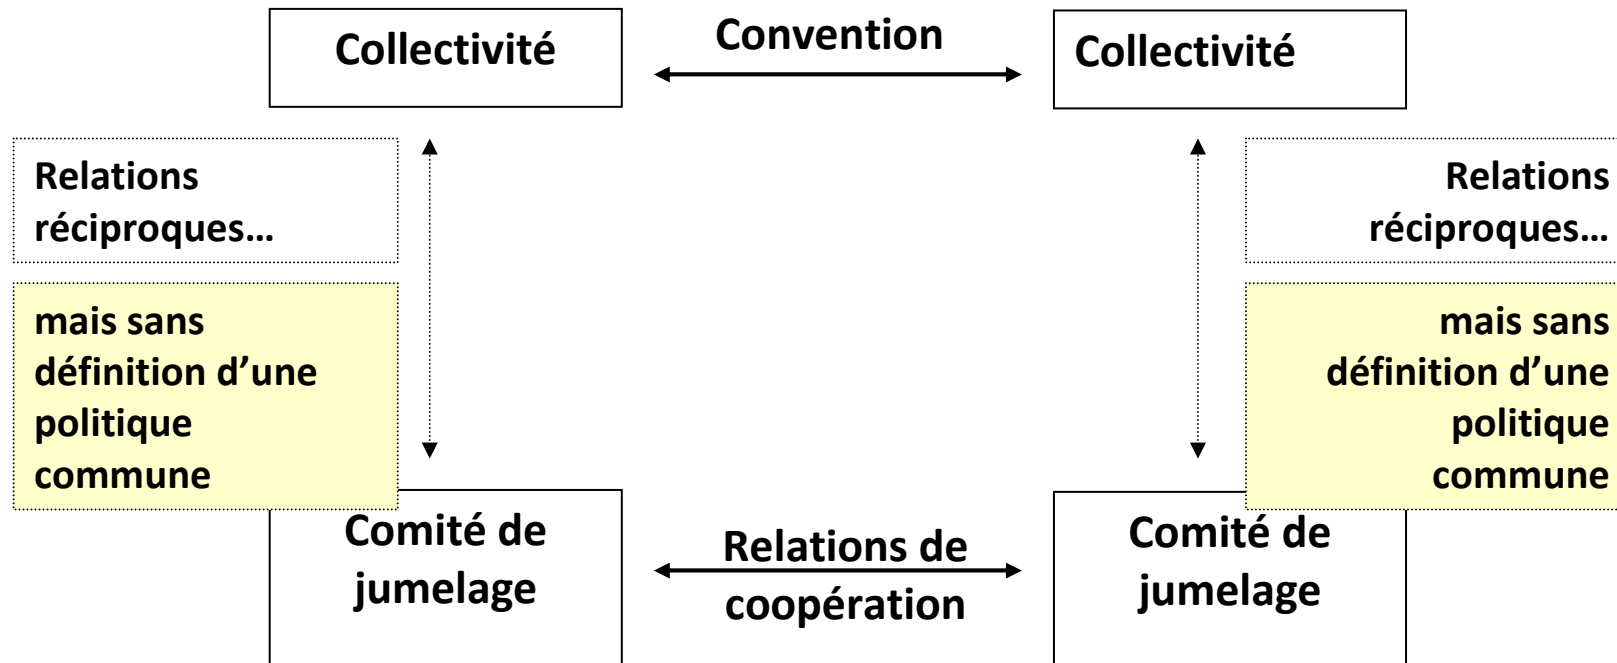 Collectivité
Convention
Collectivité
Relations
réciproques…
Relations
réciproques…
mais sans
définition d’une
politique
commune
mais sans
définition d’une
politique
commune
Comité de
jumelage
Relations de
coopération
Comité de
jumelage